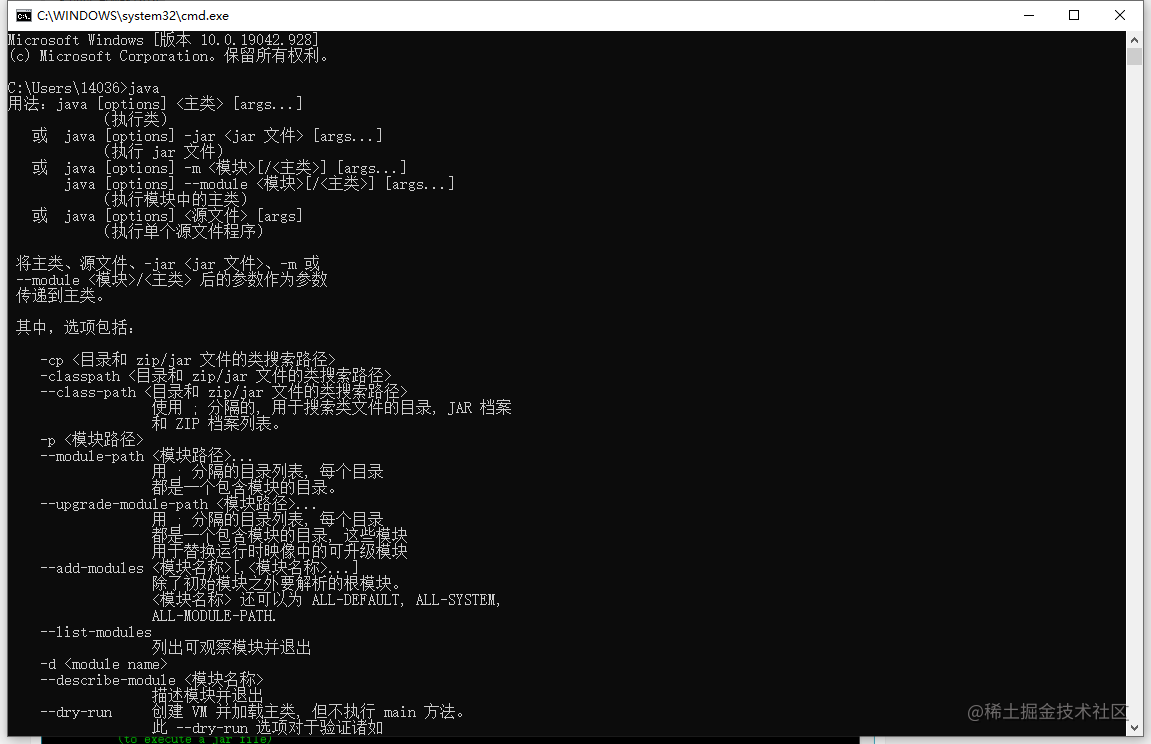 C:\WINDOWS\system32\cmd.exe
Microsoft Windows [版本 10.0.19042.928]
(c) Microsoft Corporation。保留所有权利。
C:\Users\14036>java
用法：java [options] <主类> [args...]
(执行类)
或 java [options] -jar <jar 文件> [args...]
(执行 jar 文件)
或 java [options] -m <模块>[/<主类>] [args...]
java [options] --module <模块>[/<主类>] [args...]
(执行模块中的主类)
或 java [options] <源文件> [args]
(执行单个源文件程序)
将主类、源文件、-jar <jar 文件>、-m 或
--module <模块>/<主类> 后的参数作为参数
传递到主类。
其中，选项包括：
-cp <目录和 zip/jar 文件的类搜索路径>
-classpath <目录和 zip/jar 文件的类搜索路径>
--class-path <目录和 zip/jar 文件的类搜索路径>
使用 ; 分隔的, 用于搜索类文件的目录, JAR 档案
和 ZIP 档案列表。
-p <模块路径>
--module-path <模块路径>...
用 ; 分隔的目录列表, 每个目录
都是一个包含模块的目录。
--upgrade-module-path <模块路径>...
用 ; 分隔的目录列表, 每个目录
都是一个包含模块的目录, 这些模块
用于替换运行时映像中的可升级模块
--add-modules <模块名称>[,<模块名称>...]
除了初始模块之外要解析的根模块。
<模块名称> 还可以为 ALL-DEFAULT, ALL-SYSTEM,
ALL-MODULE-PATH.
--list-modules
列出可观察模块并退出
-d <module name>
--describe-module <模块名称>
描述模块并退出
--dry-run 创建 VM 并加载主类, 但不执行 main 方法。
此 --dry-run 选项对于验证诸如
@稀土掘金技术社区
(to execute a jar file)